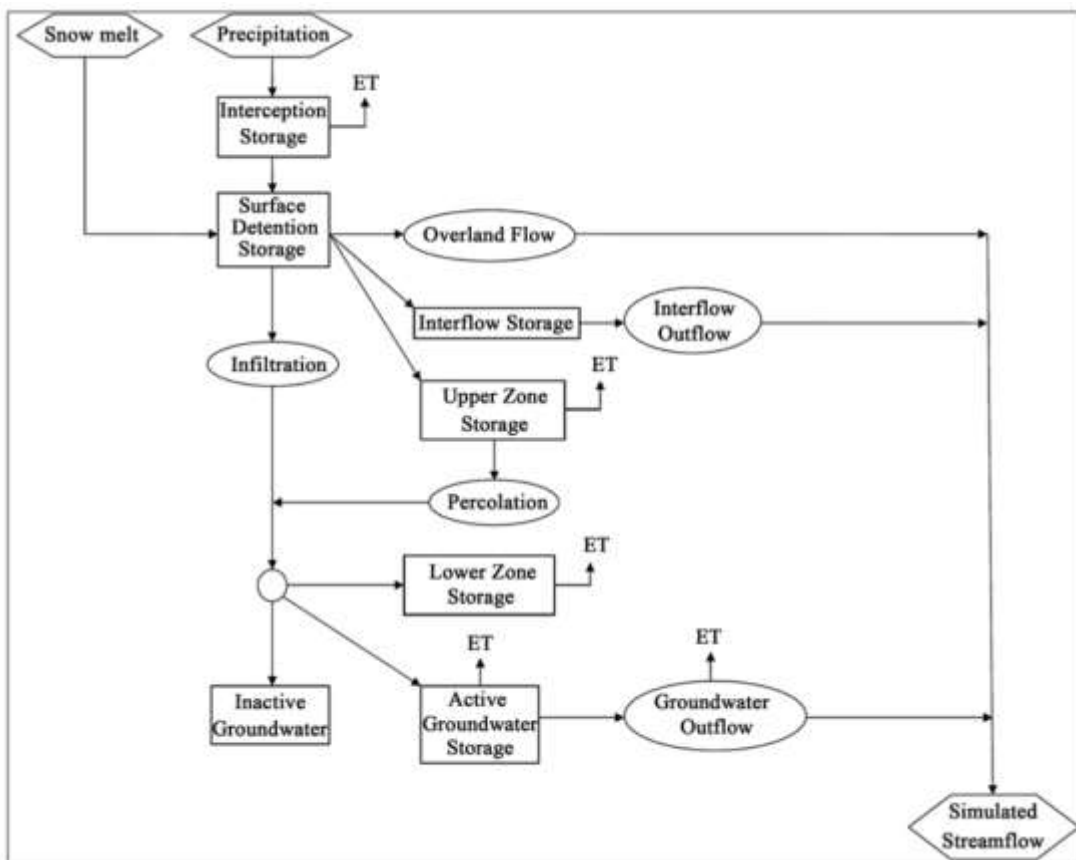 Snow melt
Precipitation
ET
Interception
Storage
Surface
Detention
Storage
Overland Flow
Interflow Storage
Interflow
Outflow
Infiltration
ET
Upper Zone
Storage
Percolation
ET
Lower Zone
Storage
ET
ET
Inactive
Groundwater
Active
Groundwater
Storage
Groundwater
Outflow
Simulated
Streamflow